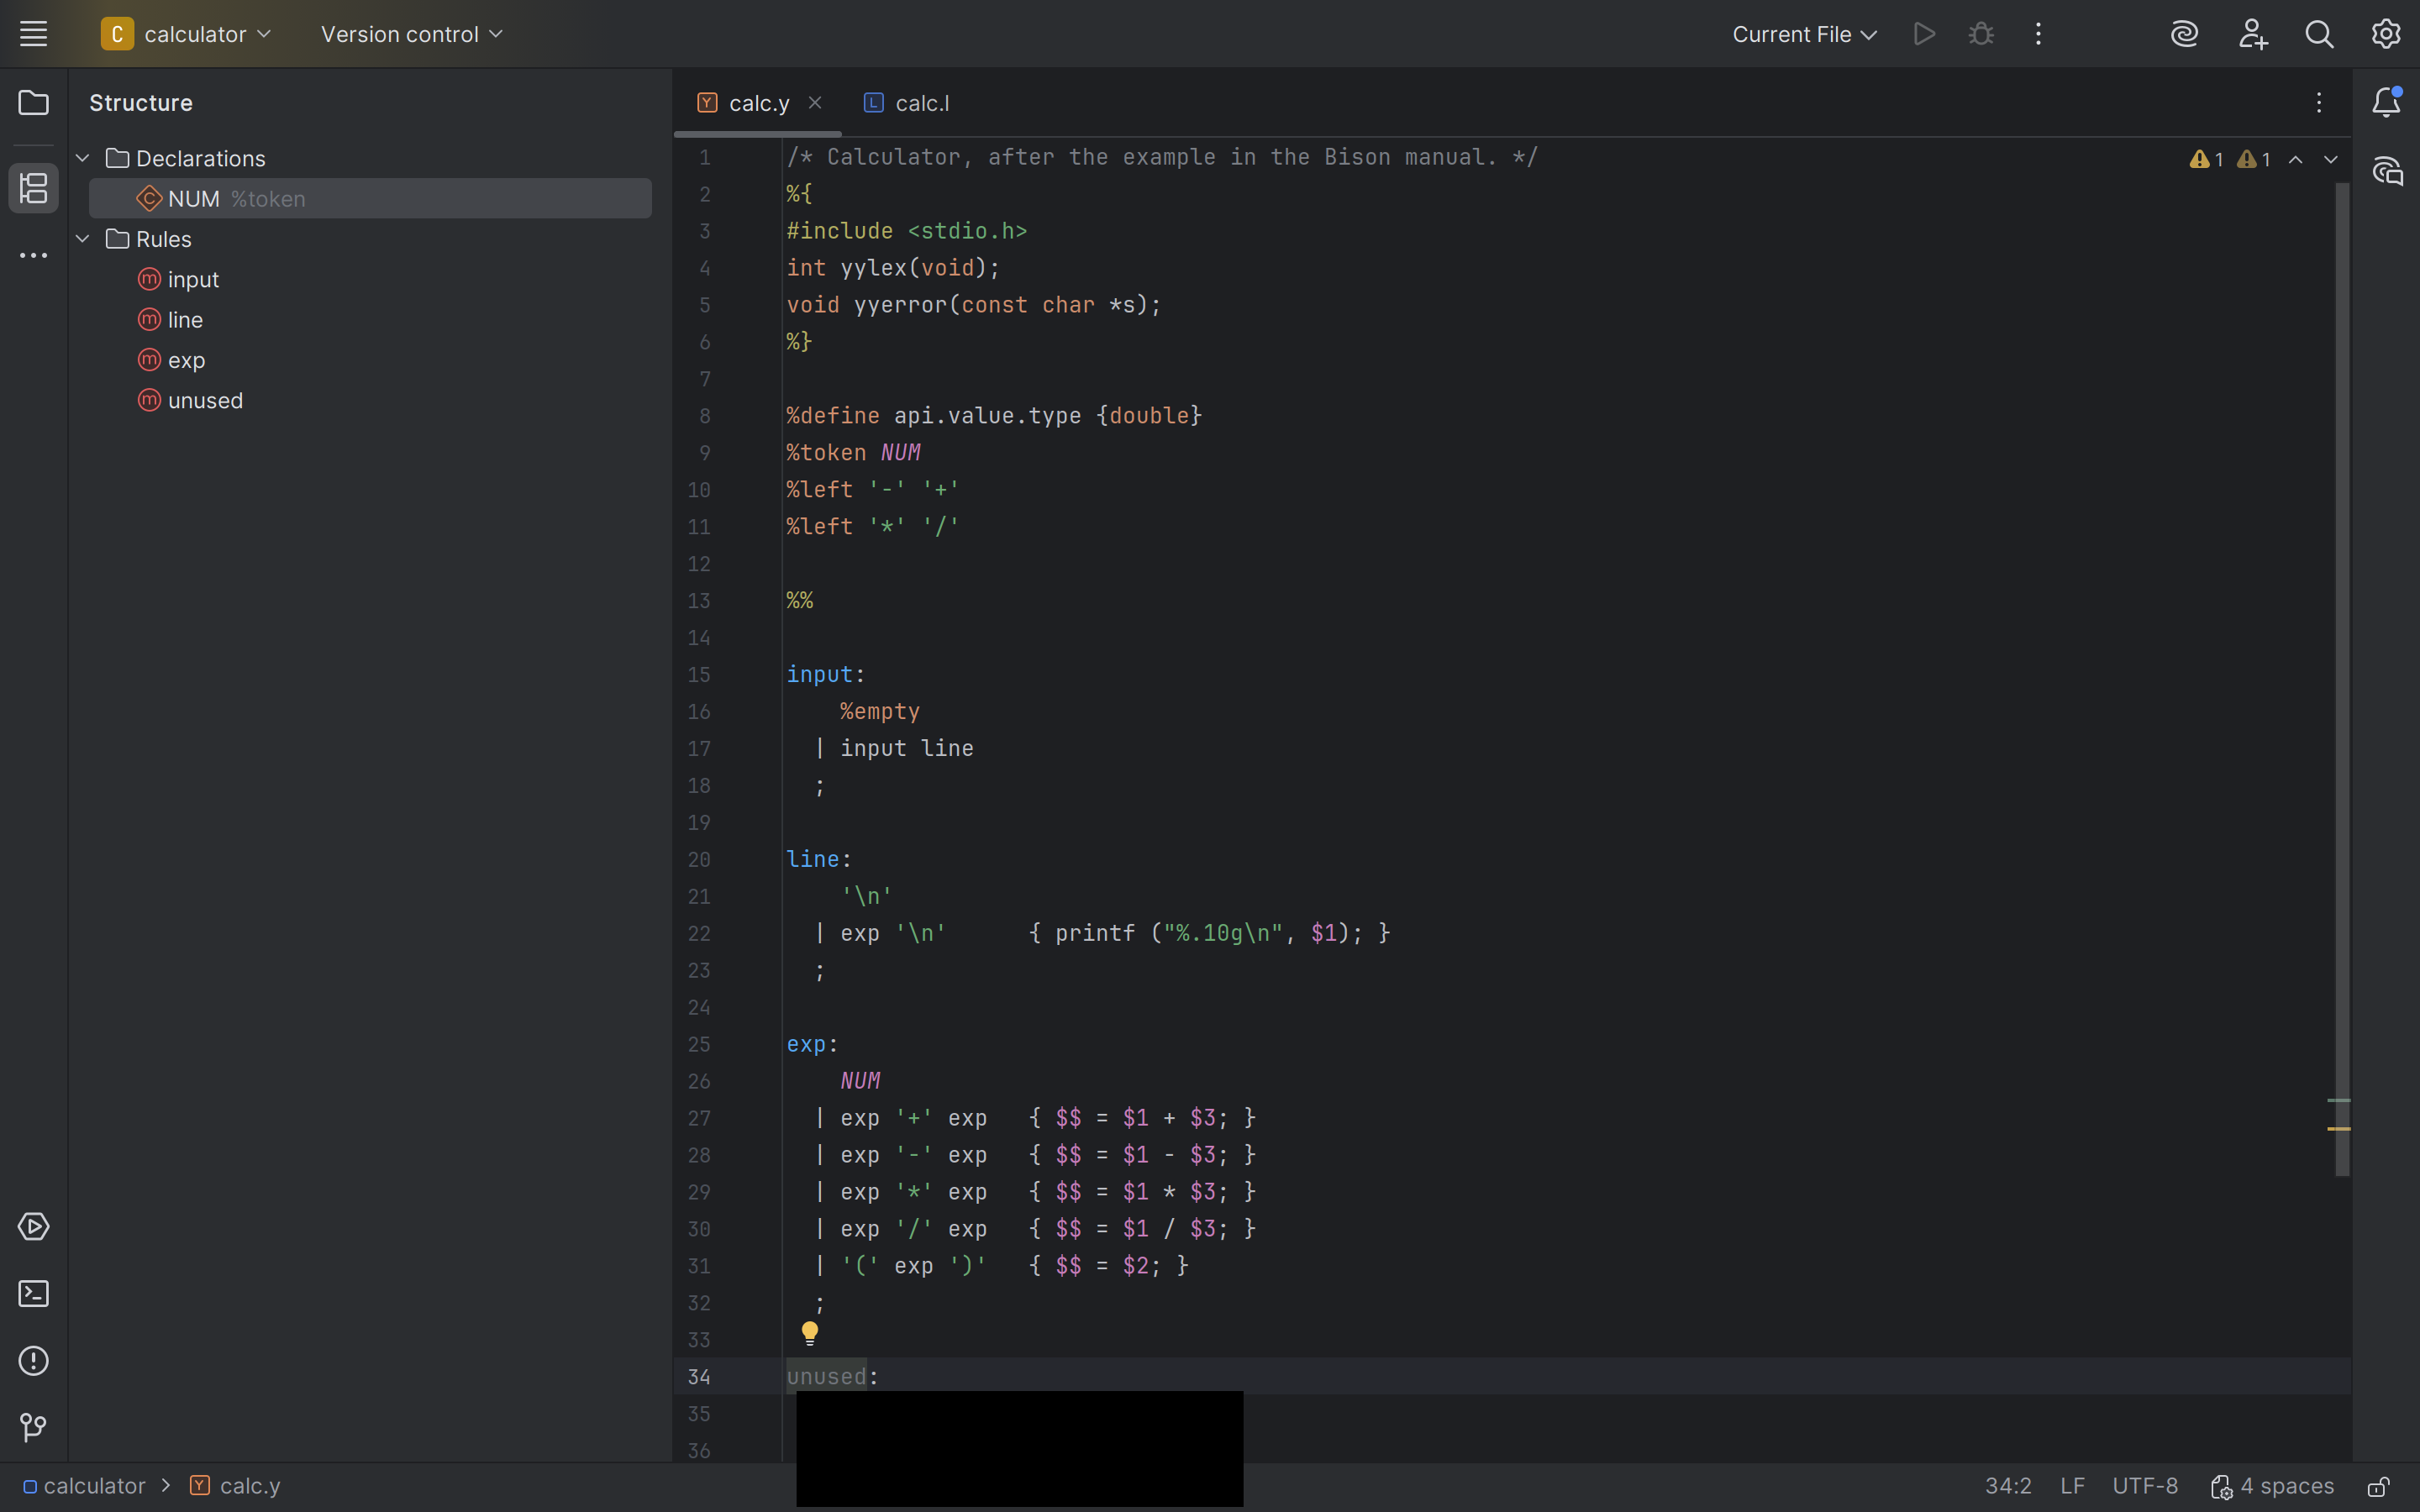 C calculator Version control Current File
Structure
Declarations
NUM %token
Rules
input
line
exp
unused
calc.y calc.l
1 /* Calculator, after the example in the Bison manual. */ 1 1
2 %{
3 #include <stdio.h>
4 int yylex(void);
5 void yyerror(const char *s);
6 %}
7
8 %define api.value.type {double}
9 %token NUM
10 %left '-' '+'
11 %left '*' '/'
12
13 %%
14
15 input:
16 %empty
17 | input line
18 ;
19
20 line:
21 '\n'
22 | exp '\n' { printf ("%.10g\n", $1); }
23 ;
24
25 exp:
26 NUM
27 | exp '+' exp { $$ = $1 + $3; }
28 | exp '-' exp { $$ = $1 - $3; }
29 | exp '*' exp { $$ = $1 * $3; }
30 | exp '/' exp { $$ = $1 / $3; }
31 | '(' exp ')' { $$ = $2; }
32 ;
33
34 unused:
35
36
calculator > calc.y 34:2 LF UTF-8 4 spaces